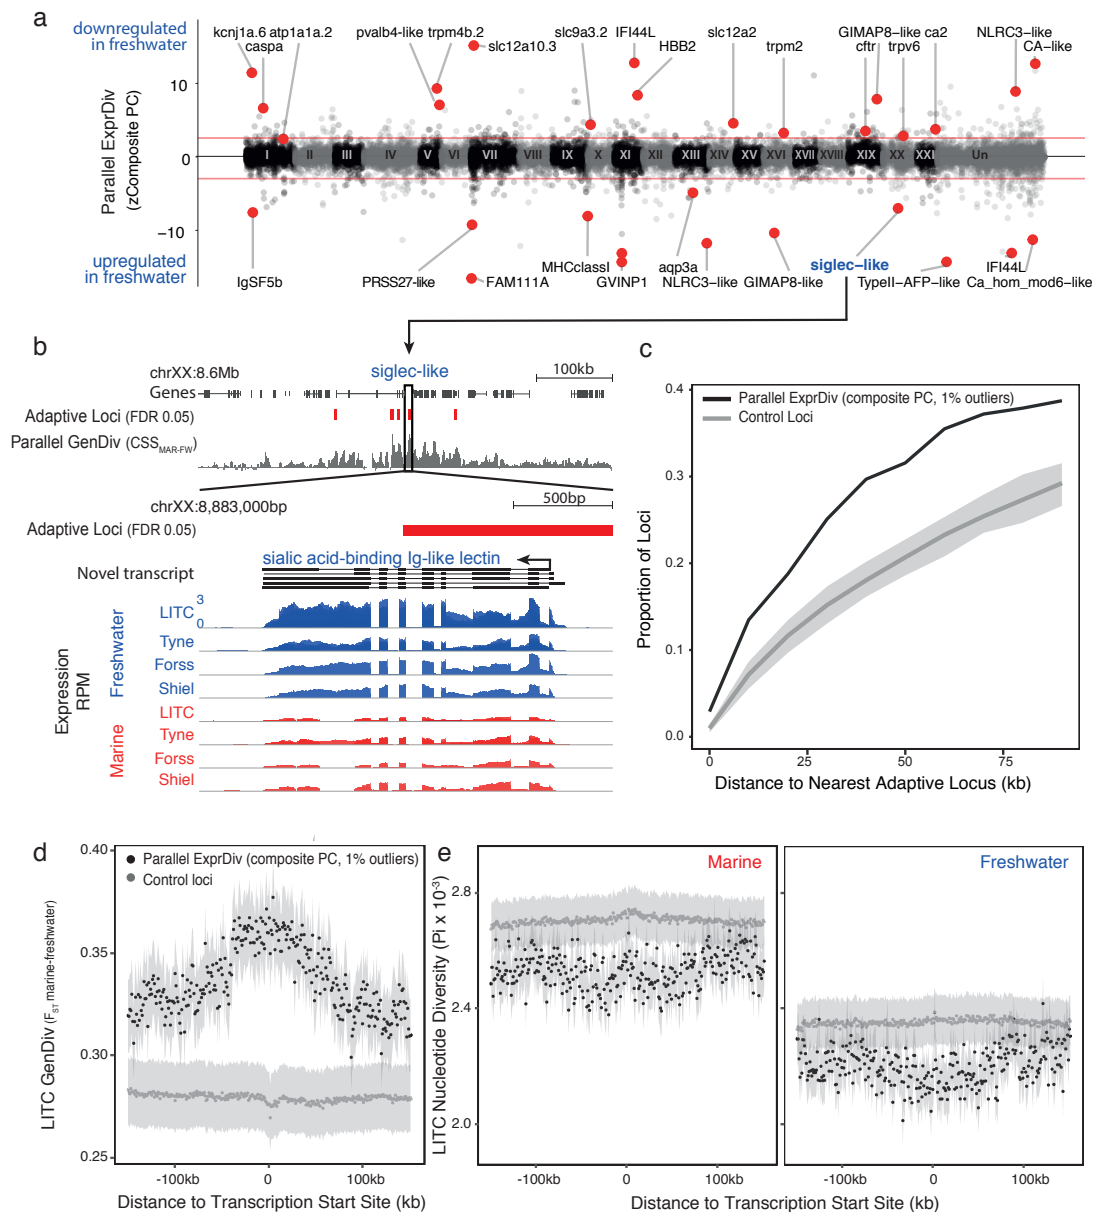 a
downregulated
in freshwater
kcnj1a.6 atp1a1a.2
caspa
pvalb4-like trpm4b.2
slc12a10.3
slc9a3.2 IFI44L
HBB2
slc12a2
trpm2
GIMAP8-like ca2
cftr trpv6
NLRC3-like
CA-like
Parallel ExprDiv
(zComposite PC)
10
0
-10
I II III IV V VI VII VIII IX X XI XII XIII XIV XV XVI XVII XVIII XIX XX XXI Un
upregulated
in freshwater
IgSF5b
PRSS27-like
FAM111A
MHCclassI
GVINP1
aqp3a
NLRC3-like
GIMAP8-like
siglec-like
TypeII-AFP-like
IFI44L
Ca_hom_mod6-like
b
chrXX:8.6Mb
siglec-like
100kb
Genes
Adaptive Loci (FDR 0.05)
Parallel GenDiv (CSS MAR-FW)
chrXX:8,883,000bp
500bp
Adaptive Loci (FDR 0.05)
sialic acid-binding Ig-like lectin
Novel transcript
Expression
RPM
Freshwater
LITC
3
0
Tyne
Forss
Shiel
Marine
LITC
Tyne
Forss
Shiel
c
Parallel ExprDiv (composite PC, 1% outliers)
Control Loci
Proportion of Loci
0.4
0.3
0.2
0.1
0.0
0 25 50 75
Distance to Nearest Adaptive Locus (kb)
d
Parallel ExprDiv (composite PC, 1% outliers)
Control loci
LITC GenDiv (FST marine-freshwater)
0.40
0.35
0.30
0.25
-100kb 0 100kb
Distance to Transcription Start Site (kb)
e
Marine
Freshwater
LITC Nucleotide Diversity (Pi x 10-3)
2.8
2.4
2.0
-100kb 0 100kb
-100kb 0 100kb
Distance to Transcription Start Site (kb)